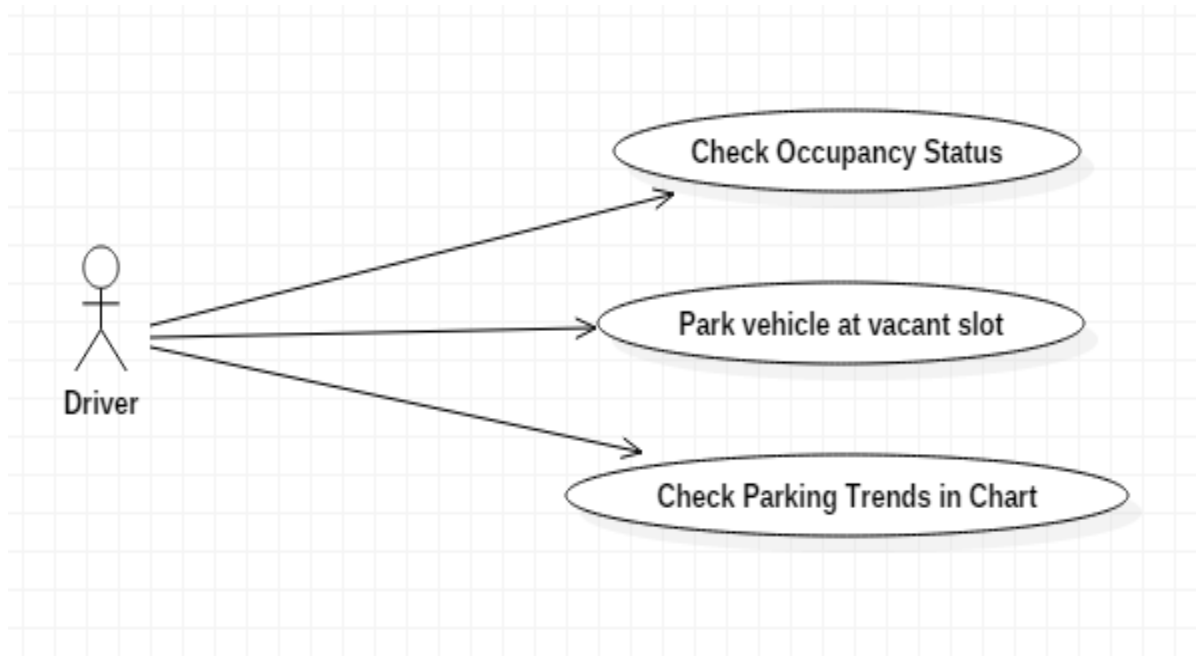 Check Occupancy Status
Park vehicle at vacant slot
Driver
Check Parking Trends in Chart